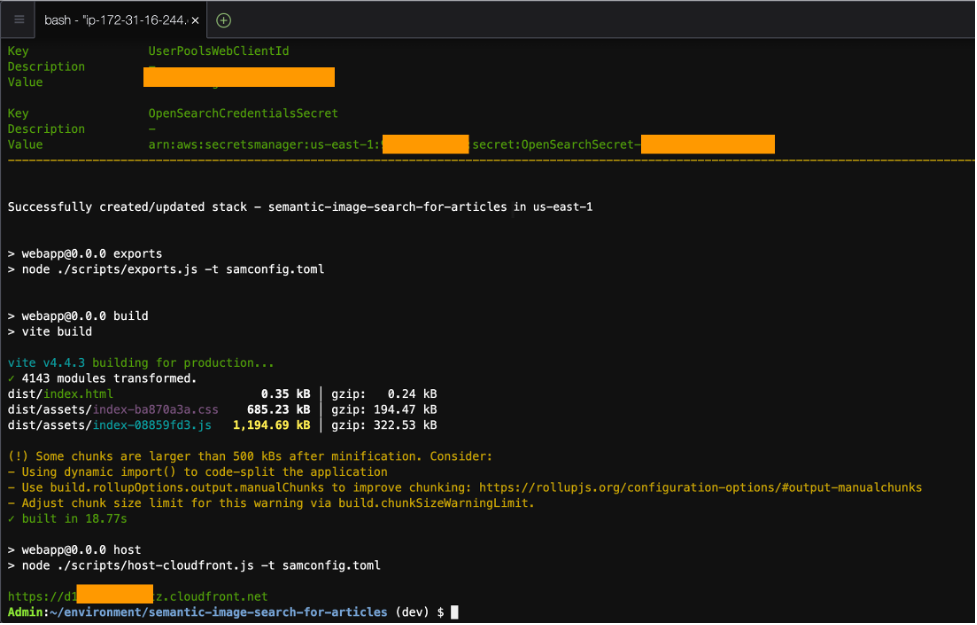 bash - "ip-172-31-16-244.
Key UserPoolsWebClientId
Description -
Value
Key OpenSearchCredentialsSecret
Description -
Value arn:aws:secretsmanager:us-east-1: :secret:OpenSearchSecret-
Successfully created/updated stack - semantic-image-search-for-articles in us-east-1
> webapp@0.0.0 exports
> node ./scripts/exports.js -t samconfig.toml
> webapp@0.0.0 build
> vite build
vite v4.4.3 building for production...
✓ 4143 modules transformed.
dist/index.html 0.35 kB │ gzip: 0.24 kB
dist/assets/index-ba870a3a.css 685.23 kB │ gzip: 194.47 kB
dist/assets/index-08859fd3.js 1,194.69 kB │ gzip: 322.53 kB
(!) Some chunks are larger than 500 kBs after minification. Consider:
- Using dynamic import() to code-split the application
- Use build.rollupOptions.output.manualChunks to improve chunking: https://rollupjs.org/configuration-options/#output-manualchunks
- Adjust chunk size limit for this warning via build.chunkSizeWarningLimit.
✓ built in 18.77s
> webapp@0.0.0 host
> node ./scripts/host-cloudfront.js -t samconfig.toml
https://d1 z.cloudfront.net
Admin:~/environment/semantic-image-search-for-articles (dev) $